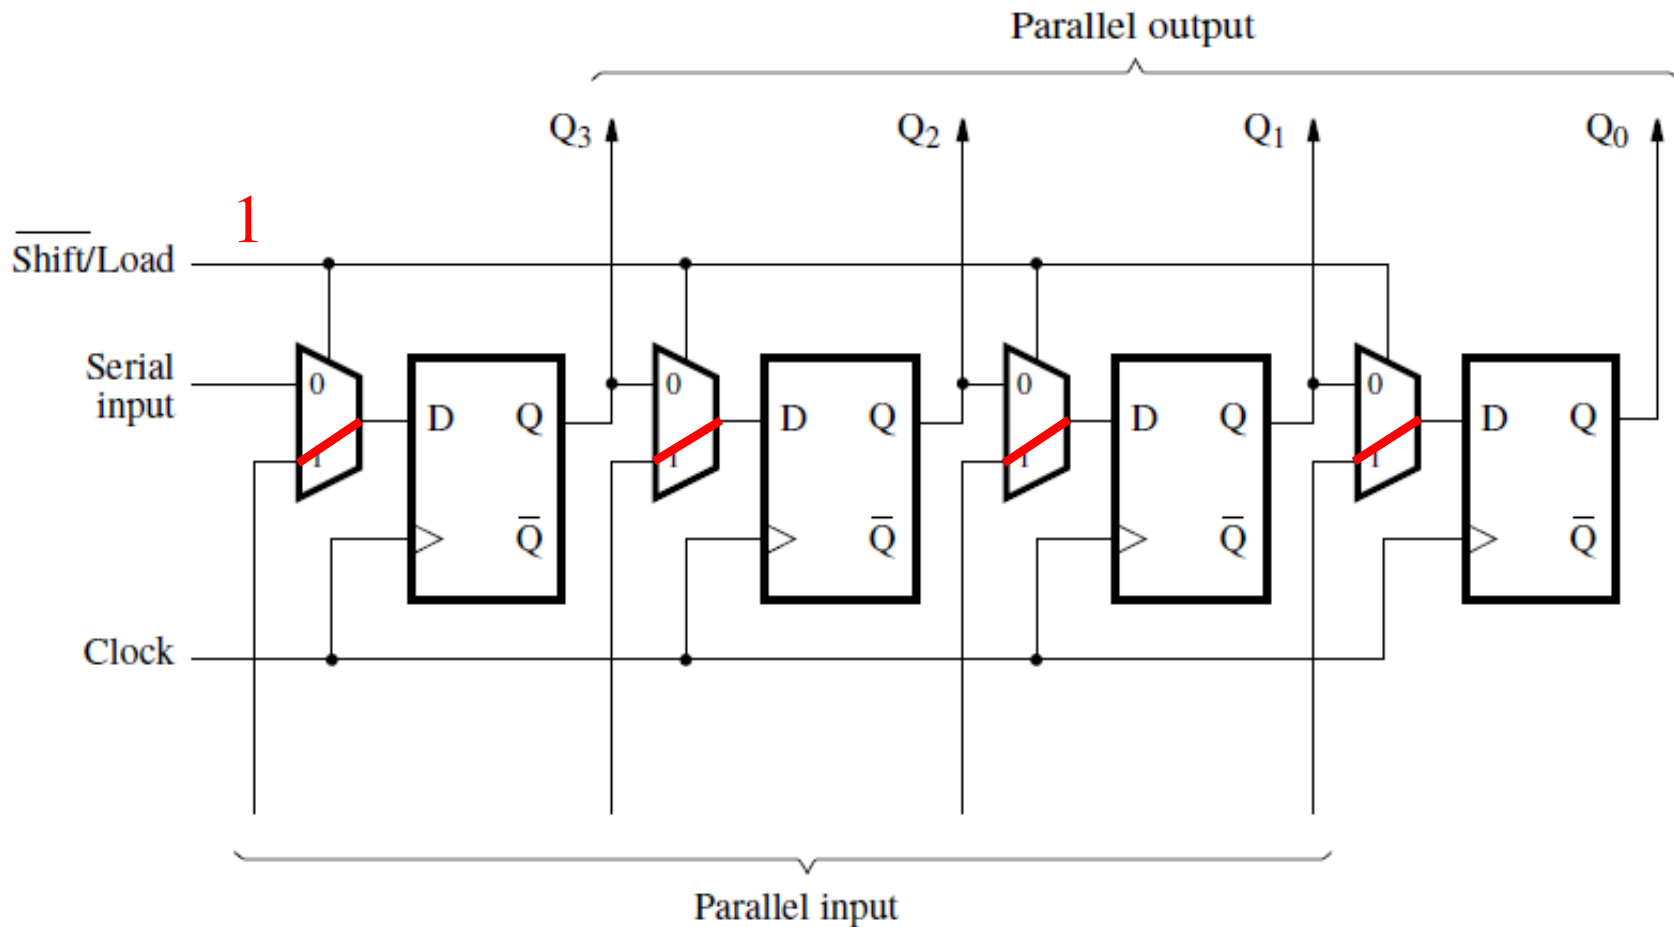 Parallel output
Q3 Q2 Q1 Q0
1
Shift/Load
Serial
input
0 0 0 0
D Q D Q D Q D Q
1 1 1 1
Q̅ Q̅ Q̅ Q̅
Clock
Parallel input